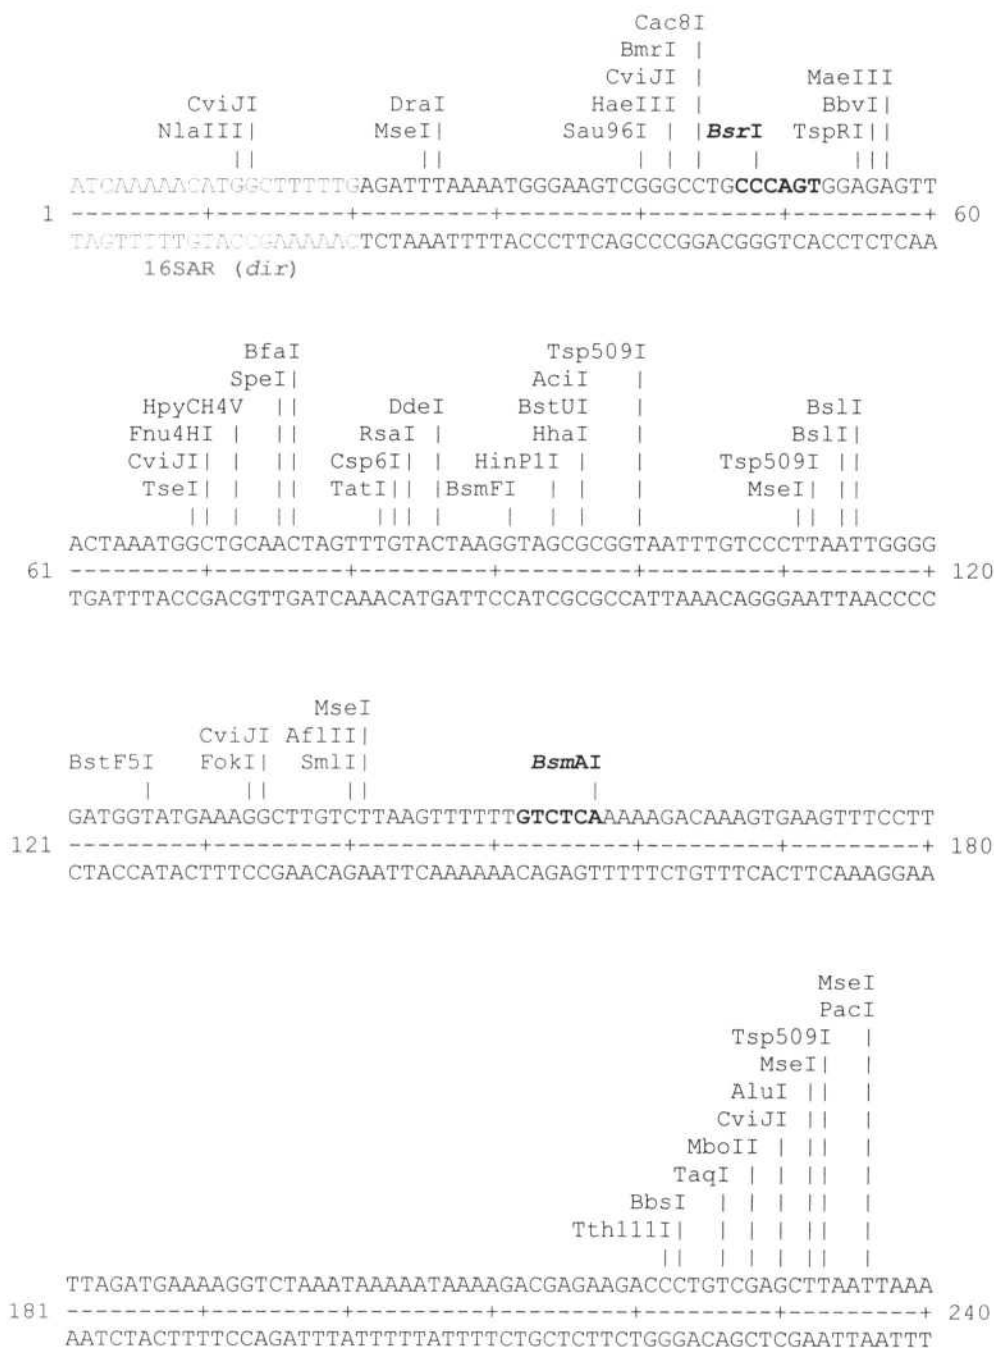 Cac8I
BmrI |
CviJI | MaeIII
CviJI DraI HaeIII | BbvI|
NlaIII| MseI| Sau96I | | BsrI TspRI||
|| || | | | | |||
ATCAAAAACATGGCTTTTTGAGATTTAAAATGGGAAGTCGGGCCTGCCCAGTGGAGAGTT
1 ---------+---------+---------+---------+---------+---------+ 60
TAGTTTTTGTACCGAAAAACTCTAAATTTTACCCTTCAGCCCGGACGGGTCACCTCTCAA
16SAR (dir)
BfaI Tsp509I
SpeI| AciI |
HpyCH4V || DdeI BstUI | BslI
Fnu4HI | || RsaI | HhaI | BslI|
CviJI| | || Csp6I| | HinP1I | | Tsp509I ||
TseI| | || TatI|| | BsmFI | | | MseI| ||
|| | || ||| | | | | | || ||
ACTAAATGGCTGCAACTAGTTTGTACTAAGGTAGCGCGGTAATTTGTCCCTTAATTGGGG
61 ---------+---------+---------+---------+---------+---------+ 120
TGATTTACCGACGTTGATCAAACATGATTCCATCGCGCCATTAAACAGGGAATTAACCCC
MseI
CviJI AflII|
BstF5I FokI| SmlI| BsmAI
| || || |
GATGGTATGAAAGGCTTGTCTTAAGTTTTTTGTCTCAAAAAGACAAAGTGAAGTTTCCTT
121 ---------+---------+---------+---------+---------+---------+ 180
CTACCATACTTTCCGAACAGAATTCAAAAAACAGAGTTTTTCTGTTTCACTTCAAAGGAA
MseI
PacI
Tsp509I |
MseI| |
AluI || |
CviJI || |
MboII | || |
TaqI | | || |
BbsI | | | || |
Tth111I| | | | || |
|| | | | || |
TTAGATGAAAAGGTCTAAATAAAAATAAAAGACGAGAAGACCCTGTCGAGCTTAATTAAA
181 ---------+---------+---------+---------+---------+---------+ 240
AATCTACTTTTCCAGATTTATTTTTATTTTCTGCTCTTCTGGGACAGCTCGAATTAATTT